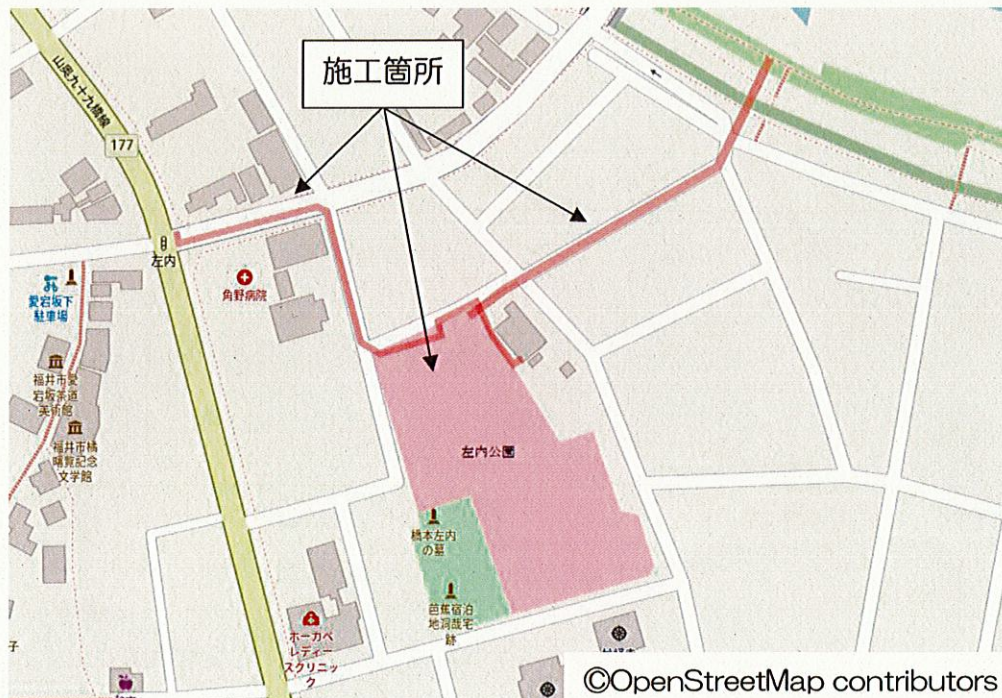 施工箇所
山奥九十九橋線
177
左内
角野病院
愛宕坂下
駐車場
福井市愛
宕坂茶道
美術館
福井市橘
曙覧記念
文学館
左内公園
橋本左内
の墓
芭蕉宿泊
地洞哉宅
跡
ホーカベ
レディー
スクリニッ
ク
子
©OpenStreetMap contributors